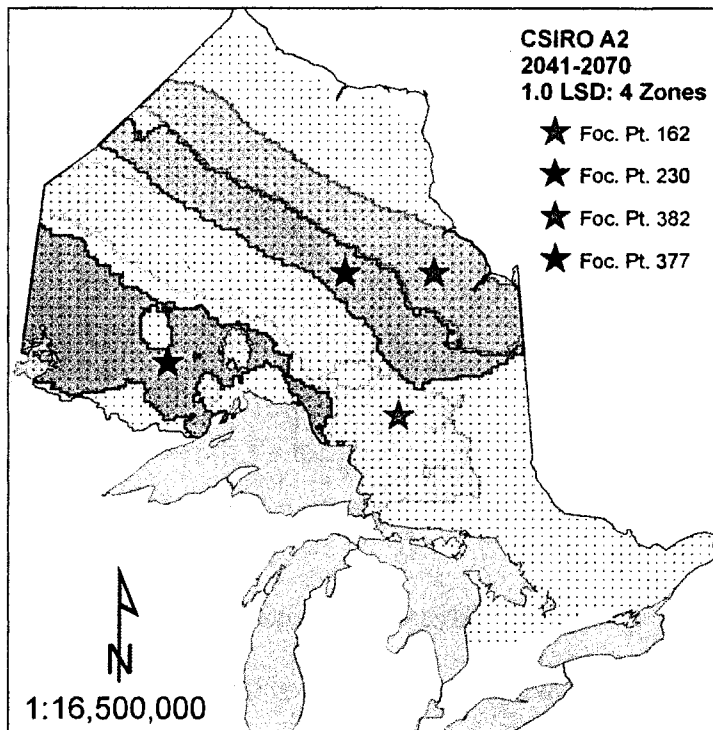 CSIRO A2
2041-2070
1.0 LSD: 4 Zones
Foc. Pt. 162
Foc. Pt. 230
Foc. Pt. 382
Foc. Pt. 377
N
1:16,500,000